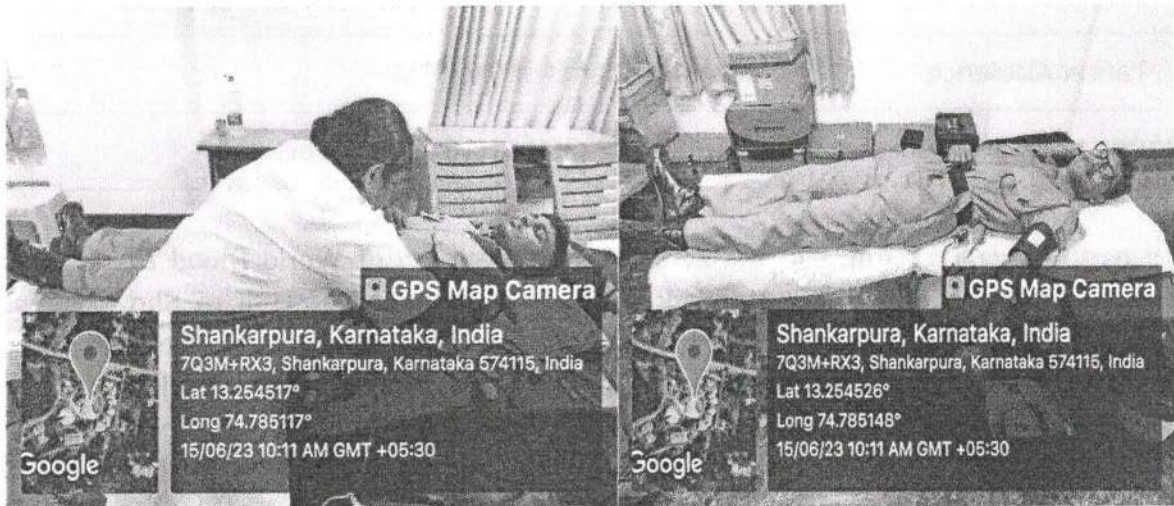 GPS Map Camera
Shankarpura, Karnataka, India
7Q3M+RX3, Shankarpura, Karnataka 574115, India
Lat 13.254517°
Long 74.785117°
15/06/23 10:11 AM GMT +05:30
Google
GPS Map Camera
Shankarpura, Karnataka, India
7Q3M+RX3, Shankarpura, Karnataka 574115, India
Lat 13.254526°
Long 74.785148°
15/06/23 10:11 AM GMT +05:30
Google